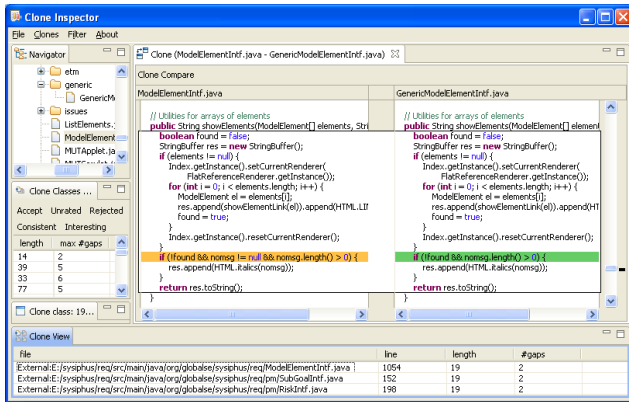 Clone Inspector
File Clones Filter About
Navigator
etm
generic
GenericM
issues
ListElements.
ModelElement
MUTApplet.ja
Clone Classes ...
Accept Unrated Rejected
Consistent Interesting
length max #gaps
14 2
39 5
33 6
77 5
Clone class: 19...
Clone (ModelElementIntf.java - GenericModelElementIntf.java)
Clone Compare
ModelElementIntf.java
// Utilities for arrays of elements
public String showElements(ModelElement[] elements, Stri
boolean found = false;
StringBuffer res = new StringBuffer();
if (elements != null) {
Index.getInstance().setCurrentRenderer(
FlatReferenceRenderer.getInstance());
for (int i = 0; i < elements.length; i++) {
ModelElement el = elements[i];
res.append(showElementLink(el)).append(HTML.LI
found = true;
}
Index.getInstance().resetCurrentRenderer();
}
if (!found && nomsg != null && nomsg.length() > 0) {
res.append(HTML.italics(nomsg));
}
return res.toString();
}
GenericModelElementIntf.java
// Utilities for arrays of elements
public String showElements(ModelElement[] element
boolean found = false;
StringBuffer res = new StringBuffer();
if (elements != null) {
Index.getInstance().setCurrentRenderer(
FlatReferenceRenderer.getInstance());
for (int i = 0; i < elements.length; i++) {
ModelElement el = elements[i];
res.append(showElementLink(el)).append(HT
found = true;
}
Index.getInstance().resetCurrentRenderer();
}
if (!found && nomsg.length() > 0) {
res.append(HTML.italics(nomsg));
}
return res.toString();
}
Clone View
file line length #gaps
External:E:/sysiphus/req/src/main/java/org/globalse/sysiphus/req/ModelElementIntf.java 1054 19 2
External:E:/sysiphus/req/src/main/java/org/globalse/sysiphus/req/pm/SubGoalIntf.java 152 19 2
External:E:/sysiphus/req/src/main/java/org/globalse/sysiphus/req/pm/RiskIntf.java 198 19 2